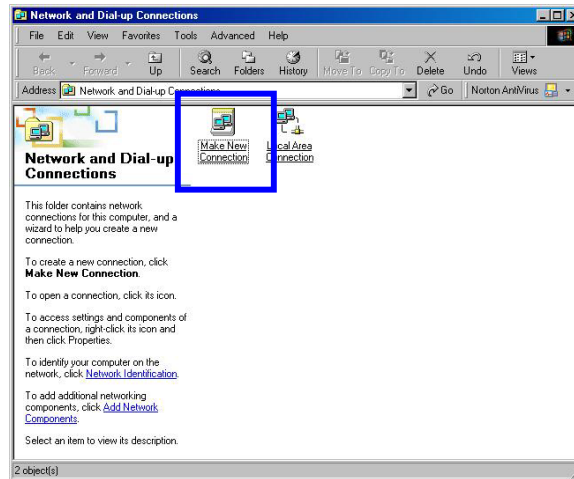 Network and Dial-up Connections
File Edit View Favorites Tools Advanced Help
Back Forward Up Search Folders History Move To Copy To Delete Undo Views
Address Network and Dial-up Connections Go Norton AntiVirus
Make New
Connection
Local Area
Connection
Network and Dial-up
Connections
This folder contains network
connections for this computer, and a
wizard to help you create a new
connection.
To create a new connection, click
Make New Connection.
To open a connection, click its icon.
To access settings and components of
a connection, right-click its icon and
then click Properties.
To identify your computer on the
network, click Network Identification.
To add additional networking
components, click Add Network
Components.
Select an item to view its description.
2 object(s)